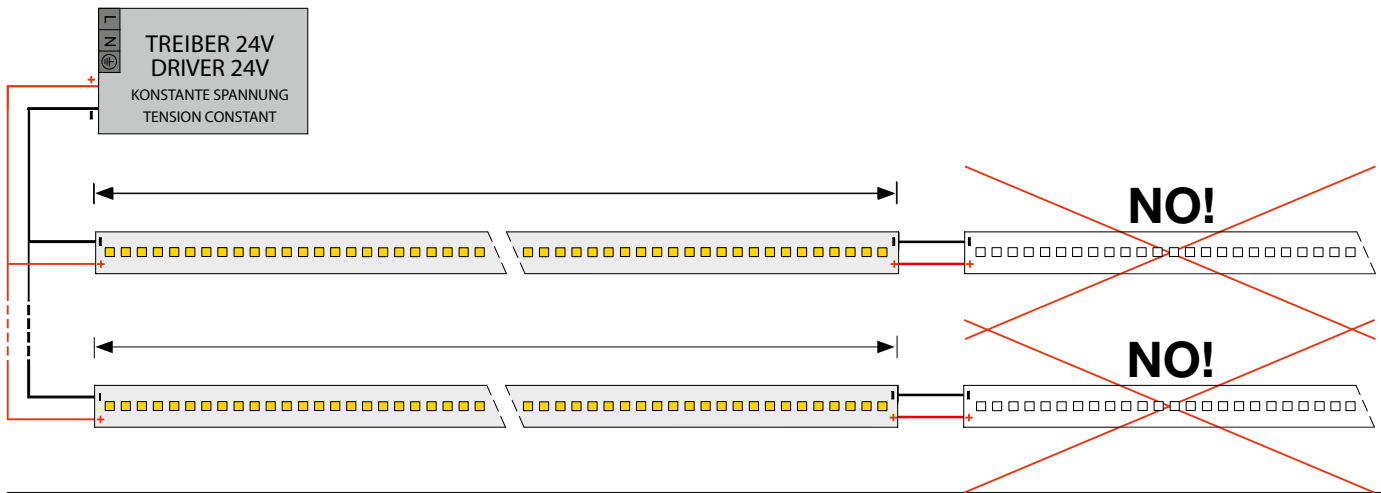 L
N
TREIBER 24V
DRIVER 24V
KONSTANTE SPANNUNG
TENSION CONSTANT
+
-
NO!
-
+
-
+
-
+
NO!
-
+
-
+
-
+